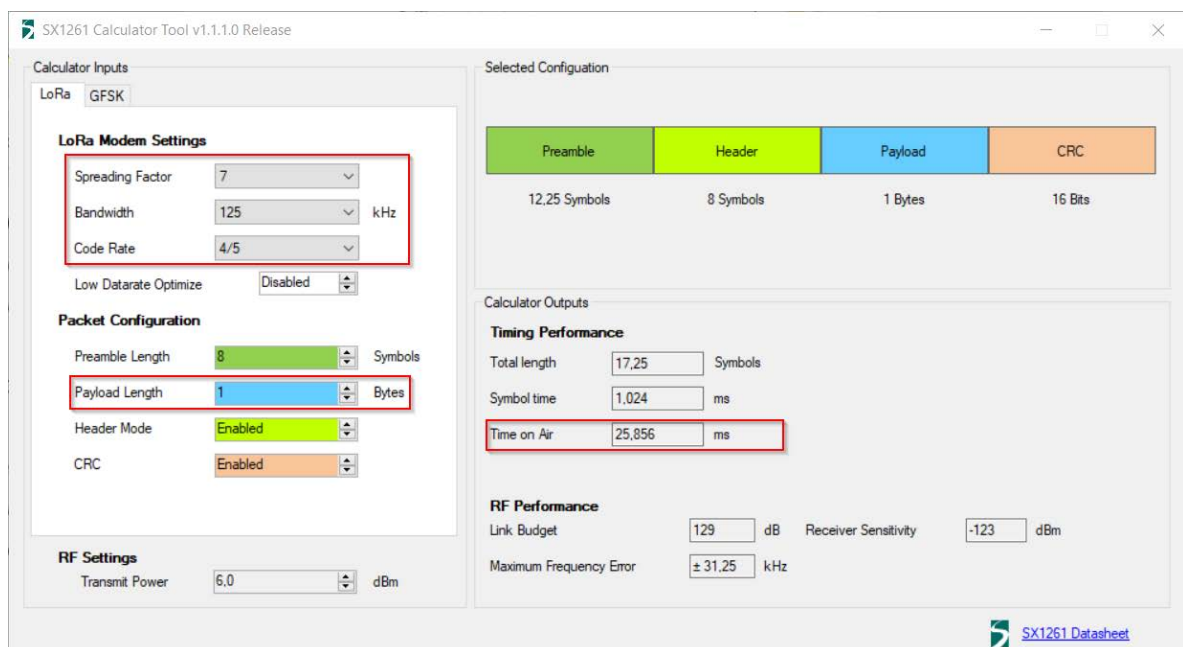 SX1261 Calculator Tool v1.1.1.0 Release
Calculator Inputs
LoRa GFSK
LoRa Modem Settings
Spreading Factor 7
Bandwidth 125 kHz
Code Rate 4/5
Low Datarate Optimize Disabled
Packet Configuration
Preamble Length 8 Symbols
Payload Length 1 Bytes
Header Mode Enabled
CRC Enabled
RF Settings
Transmit Power 6,0 dBm
Selected Configuation
Preamble Header Payload CRC
12,25 Symbols 8 Symbols 1 Bytes 16 Bits
Calculator Outputs
Timing Performance
Total length 17,25 Symbols
Symbol time 1,024 ms
Time on Air 25,856 ms
RF Performance
Link Budget 129 dB Receiver Sensitivity -123 dBm
Maximum Frequency Error ± 31,25 kHz
SX1261 Datasheet